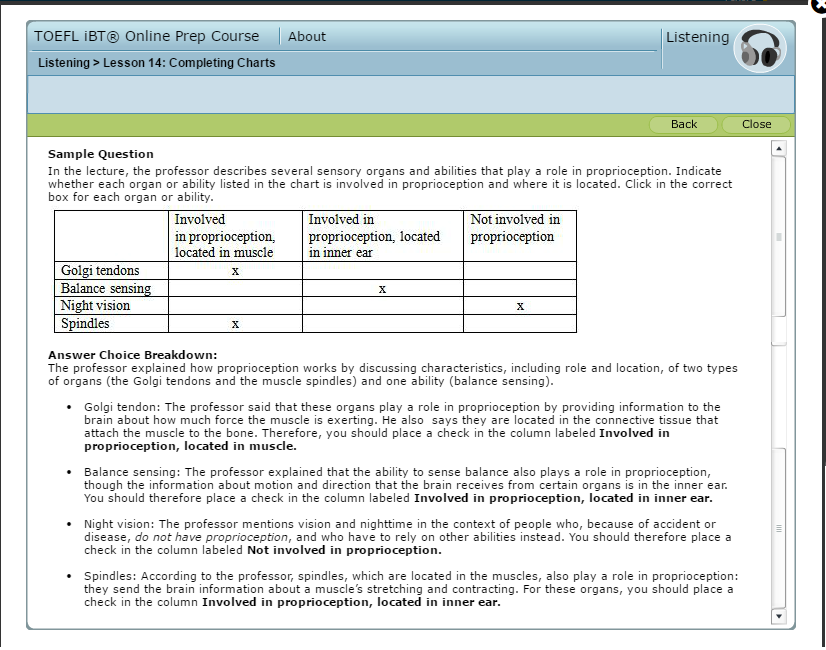 TOEFL iBT® Online Prep Course About Listening
Listening > Lesson 14: Completing Charts
Back Close
Sample Question
In the lecture, the professor describes several sensory organs and abilities that play a role in proprioception. Indicate
whether each organ or ability listed in the chart is involved in proprioception and where it is located. Click in the correct
box for each organ or ability.
Involved in proprioception, located in muscle
Involved in proprioception, located in inner ear
Not involved in proprioception
Golgi tendons x
Balance sensing x
Night vision x
Spindles x
Answer Choice Breakdown:
The professor explained how proprioception works by discussing characteristics, including role and location, of two types
of organs (the Golgi tendons and the muscle spindles) and one ability (balance sensing).
• Golgi tendon: The professor said that these organs play a role in proprioception by providing information to the
brain about how much force the muscle is exerting. He also says they are located in the connective tissue that
attach the muscle to the bone. Therefore, you should place a check in the column labeled Involved in
proprioception, located in muscle.
• Balance sensing: The professor explained that the ability to sense balance also plays a role in proprioception,
though the information about motion and direction that the brain receives from certain organs is in the inner ear.
You should therefore place a check in the column labeled Involved in proprioception, located in inner ear.
• Night vision: The professor mentions vision and nighttime in the context of people who, because of accident or
disease, do not have proprioception, and who have to rely on other abilities instead. You should therefore place a
check in the column labeled Not involved in proprioception.
• Spindles: According to the professor, spindles, which are located in the muscles, also play a role in proprioception:
they send the brain information about a muscle's stretching and contracting. For these organs, you should place a
check in the column Involved in proprioception, located in inner ear.